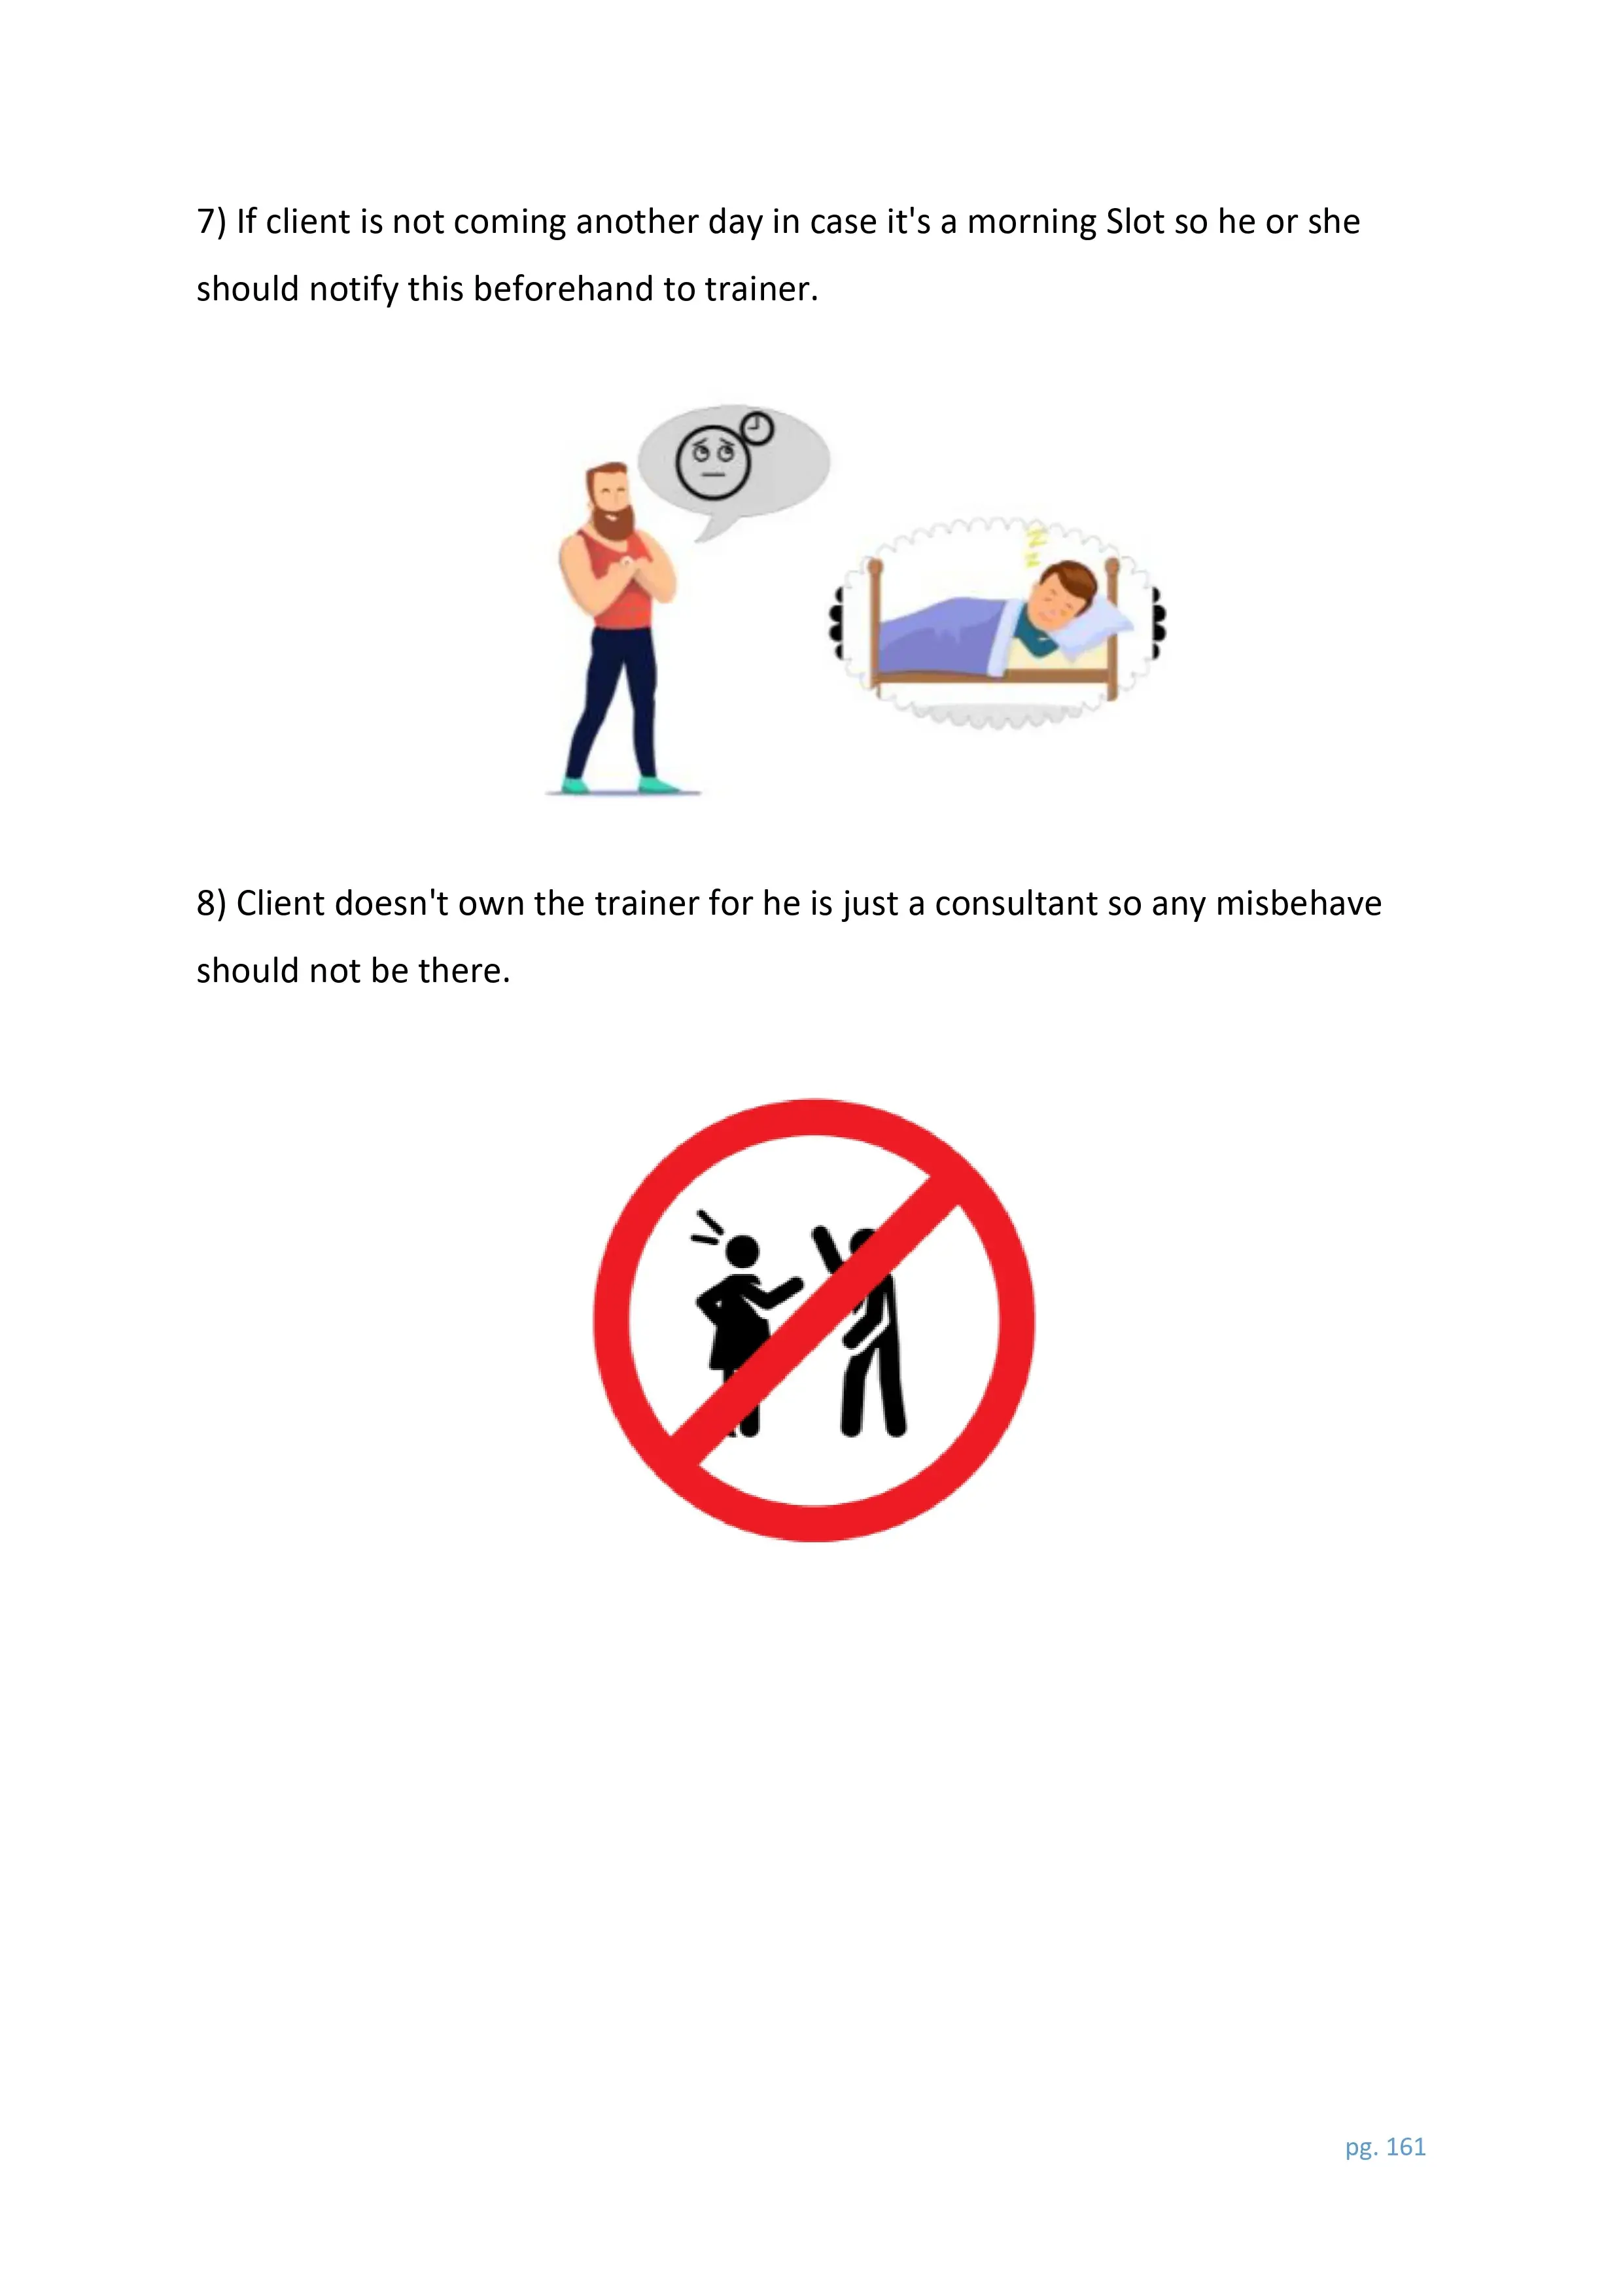 7) If client is not coming another day in case it's a morning Slot so he or she
should notify this beforehand to trainer.
8) Client doesn't own the trainer for he is just a consultant so any misbehave
should not be there.
pg. 161